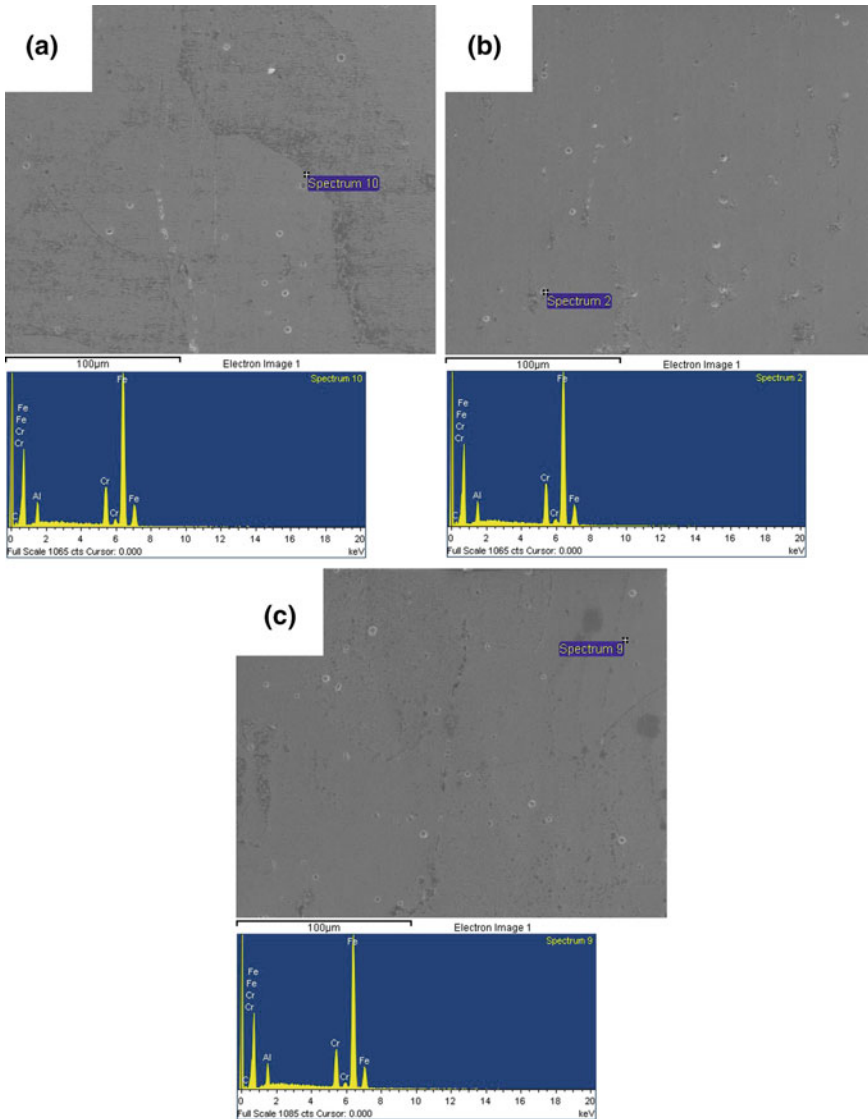 (a)
Spectrum 10
100µm Electron Image 1
Spectrum 10
Fe
Fe
Fe
Cr
Cr
C
Al
Cr
Cr
Fe
0 2 4 6 8 10 12 14 16 18 20
Full Scale 1065 cts Cursor: 0.000 keV
(b)
Spectrum 2
100µm Electron Image 1
Spectrum 2
Fe
Fe
Fe
Cr
Cr
C
Al
Cr
Cr
Fe
0 2 4 6 8 10 12 14 16 18 20
Full Scale 1065 cts Cursor: 0.000 keV
(c)
Spectrum 9
100µm Electron Image 1
Spectrum 9
Fe
Fe
Fe
Cr
Cr
C
Al
Cr
Cr
Fe
0 2 4 6 8 10 12 14 16 18 20
Full Scale 1085 cts Cursor: 0.000 keV